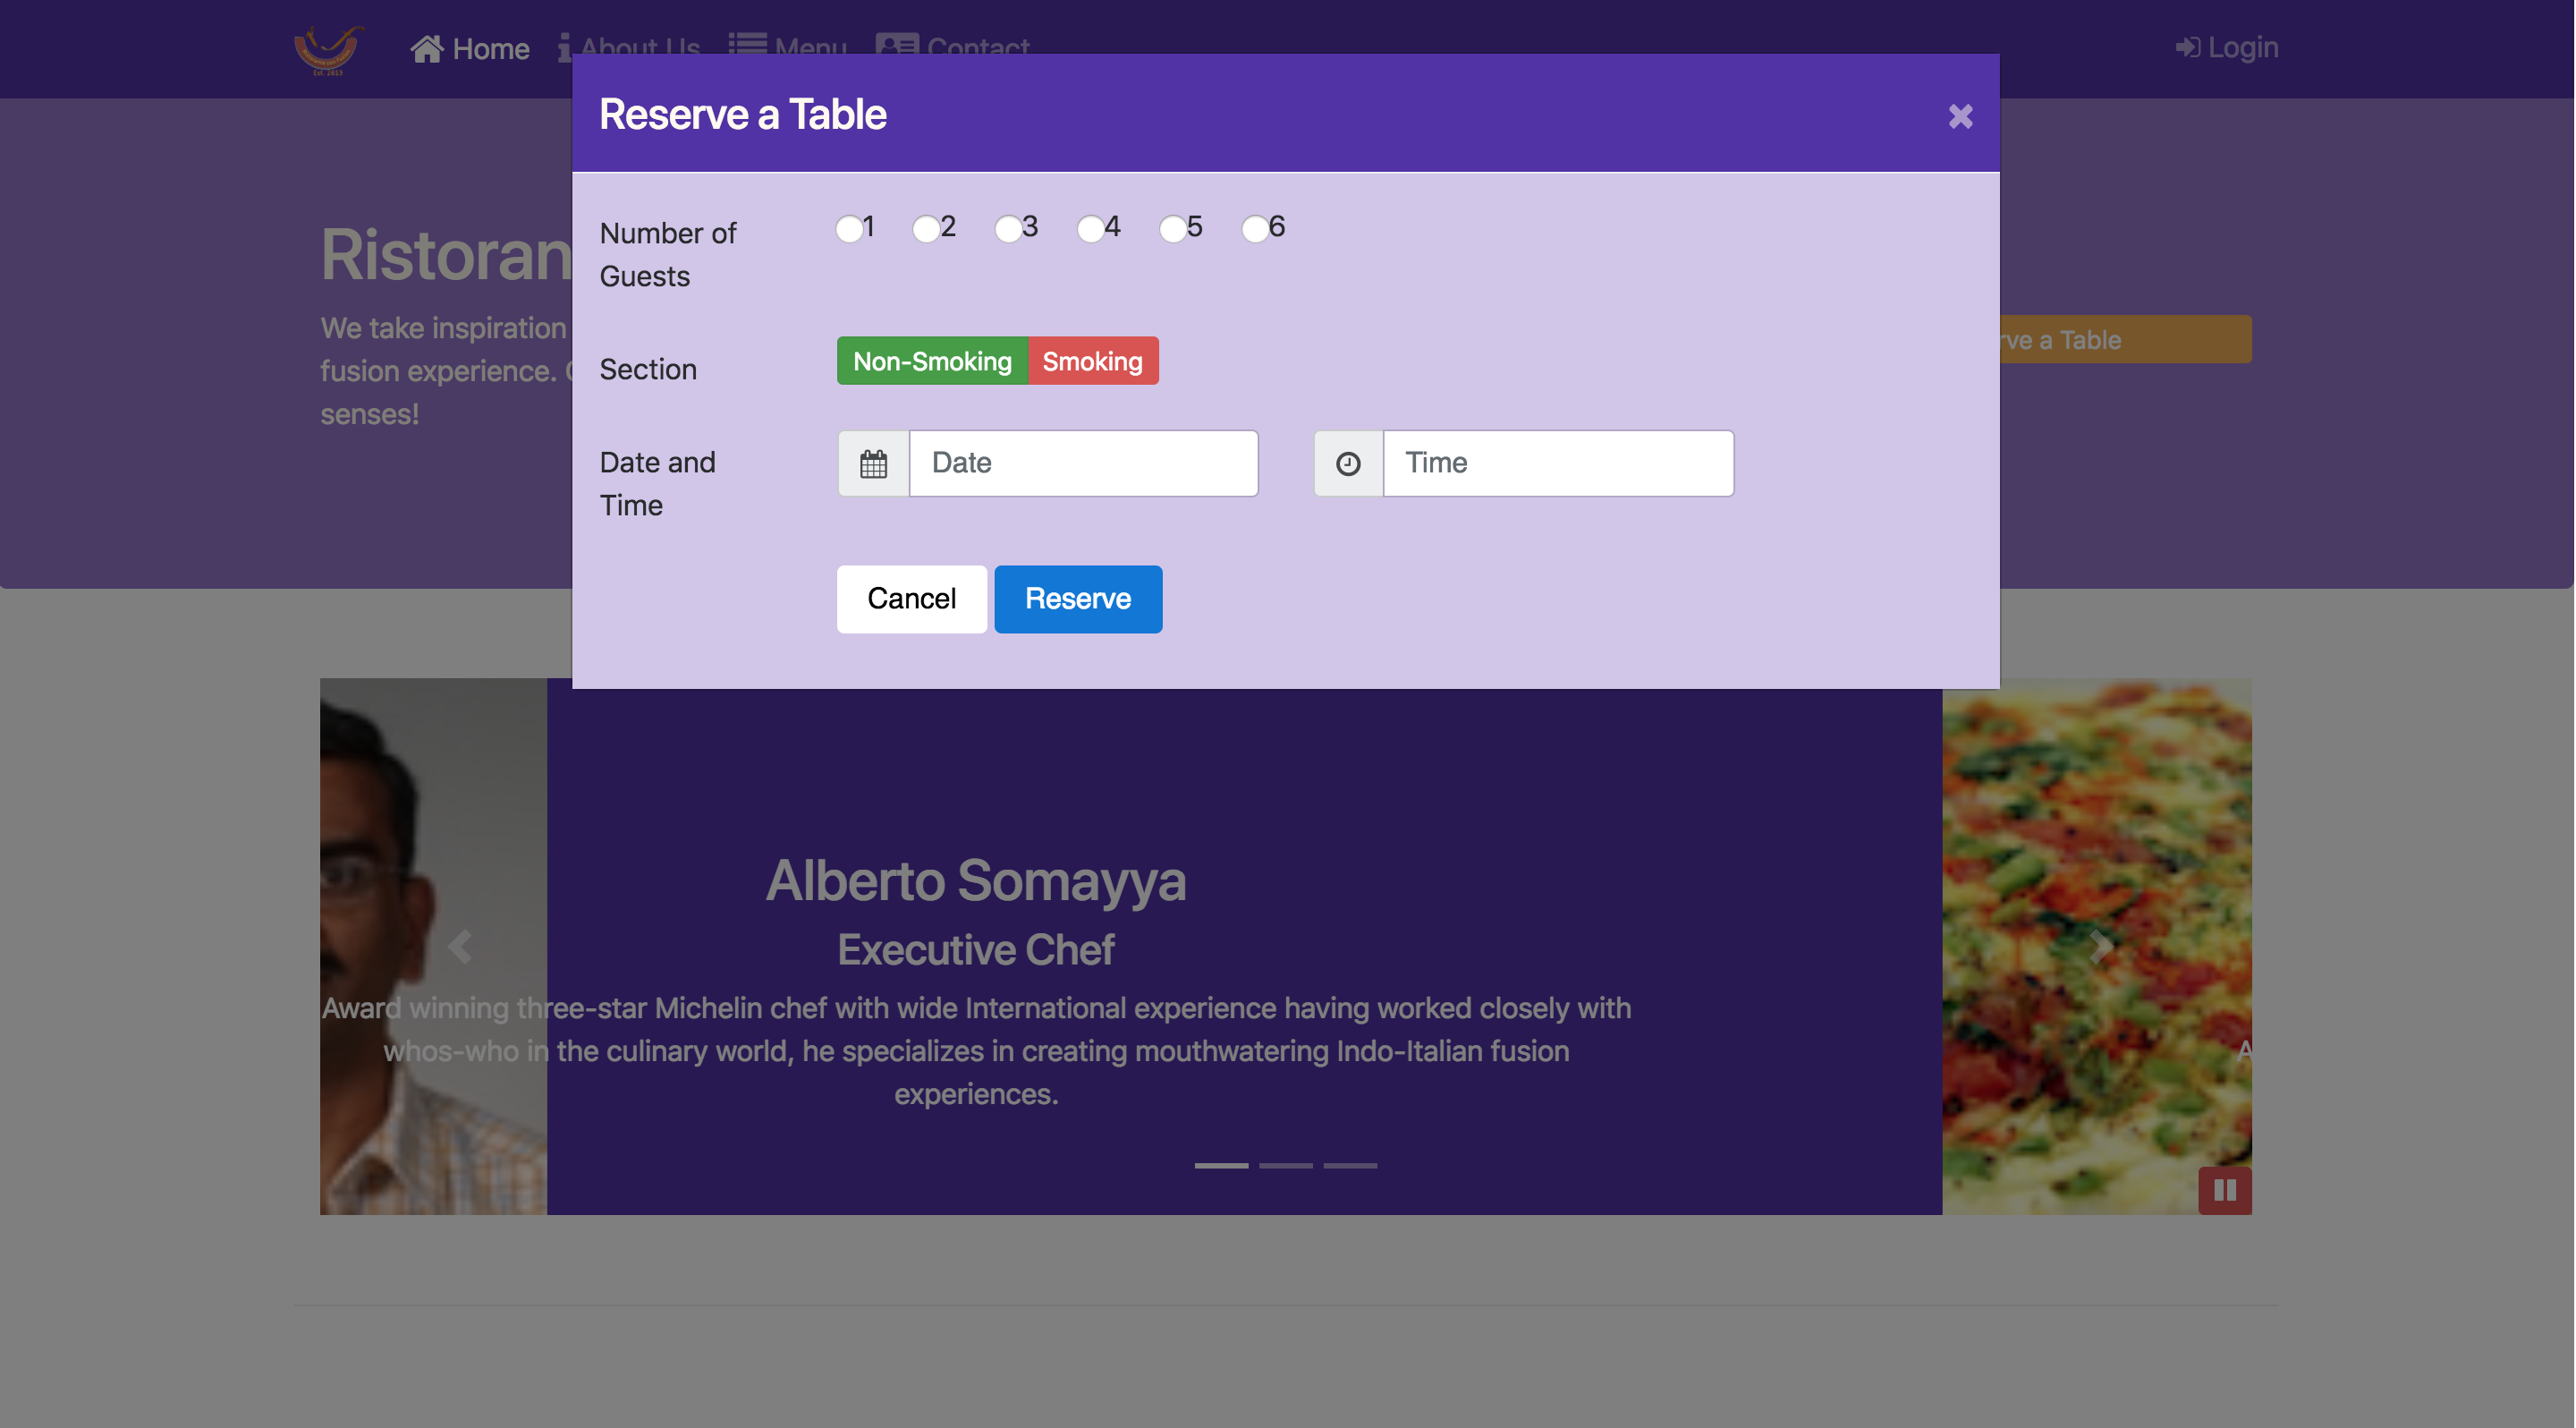 Home About Us Menu Contact Login
Est. 2013
Reserve a Table
Number of
Guests
1 2 3 4 5 6
Section
Non-Smoking Smoking
Date and
Time
Date
Time
Cancel Reserve
Ristoran
We take inspiration
fusion experience.
senses!
ve a Table
Alberto Somayya
Executive Chef
Award winning three-star Michelin chef with wide International experience having worked closely with
whos-who in the culinary world, he specializes in creating mouthwatering Indo-Italian fusion
experiences.
A